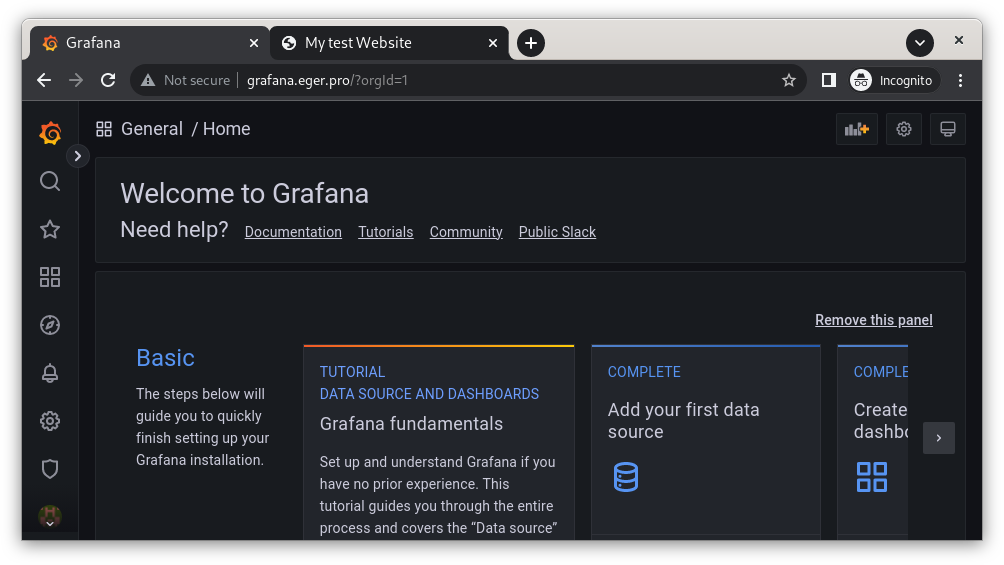 Grafana
My test Website
Not secure
grafana.eger.pro/?orgId=1
Incognito
General / Home
Welcome to Grafana
Need help?
Documentation
Tutorials
Community
Public Slack
Remove this panel
Basic
The steps below will
guide you to quickly
finish setting up your
Grafana installation.
TUTORIAL
DATA SOURCE AND DASHBOARDS
Grafana fundamentals
Set up and understand Grafana if you
have no prior experience. This
tutorial guides you through the entire
process and covers the “Data source”
COMPLETE
Add your first data
source
COMPLE
Create
dashbo